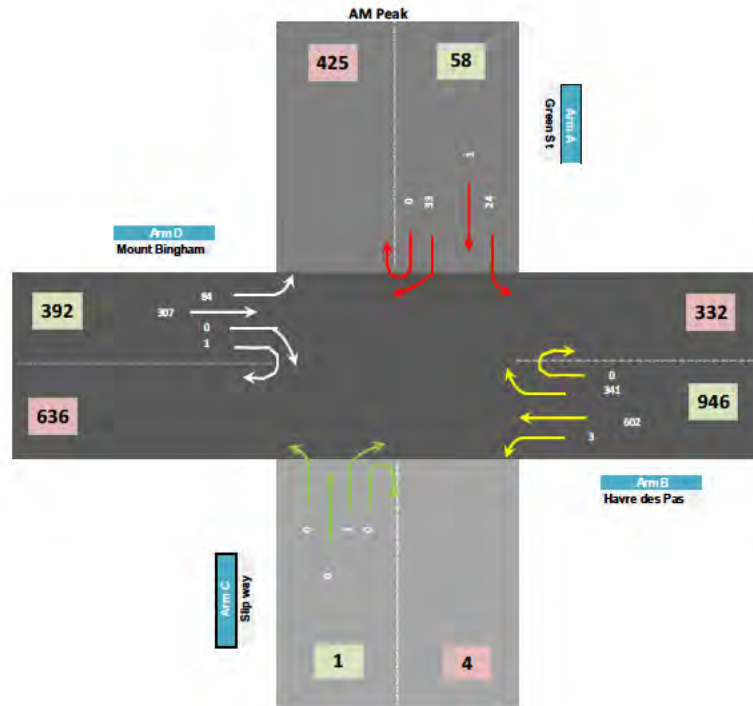 AM Peak
425
58
Arm A
Green St
1
0
33
24
Arm D
Mount Bingham
392
84
307
0
1
332
636
0
341
946
602
3
Arm B
Havre des Pas
0
1
0
0
Arm C
Slip way
1
4